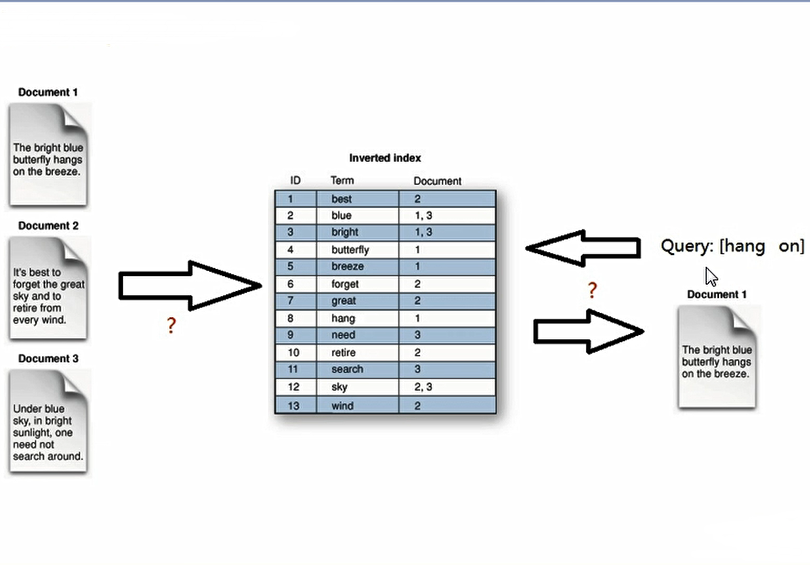 Document 1
The bright blue
butterfly hangs
on the breeze.
Document 2
It's best to
forget the great
sky and to
retire from
every wind.
Document 3
Under blue
sky, in bright
sunlight, one
need not
search around.
?
Inverted index
ID Term Document
1 best 2
2 blue 1, 3
3 bright 1, 3
4 butterfly 1
5 breeze 1
6 forget 2
7 great 2
8 hang 1
9 need 3
10 retire 2
11 search 3
12 sky 2, 3
13 wind 2
Query: [hang on]
?
Document 1
The bright blue
butterfly hangs
on the breeze.